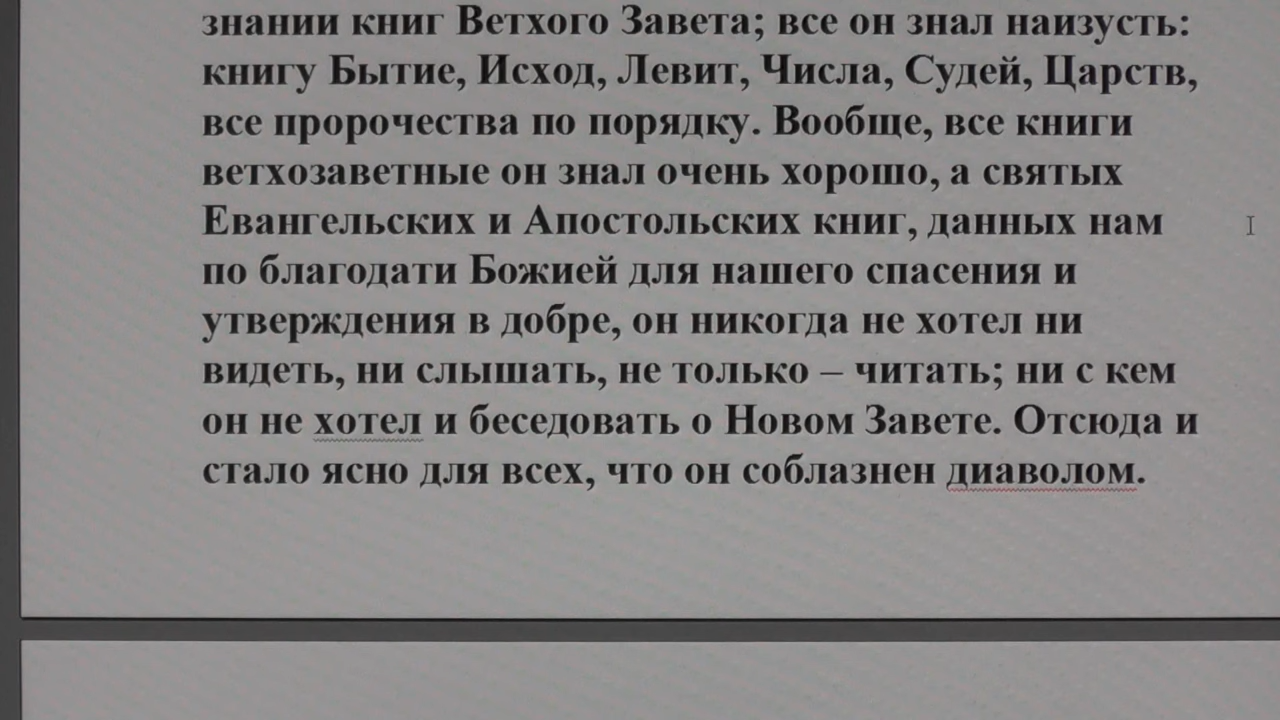 знании книг Ветхого Завета; все он знал наизусть:
книгу Бытие, Исход, Левит, Числа, Судей, Царств,
все пророчества по порядку. Вообще, все книги
ветхозаветные он знал очень хорошо, а святых
Евангельских и Апостольских книг, данных нам
по благодати Божией для нашего спасения и
утверждения в добре, он никогда не хотел ни
видеть, ни слышать, не только – читать; ни с кем
он не хотел и беседовать о Новом Завете. Отсюда и
стало ясно для всех, что он соблазнен диаволом.